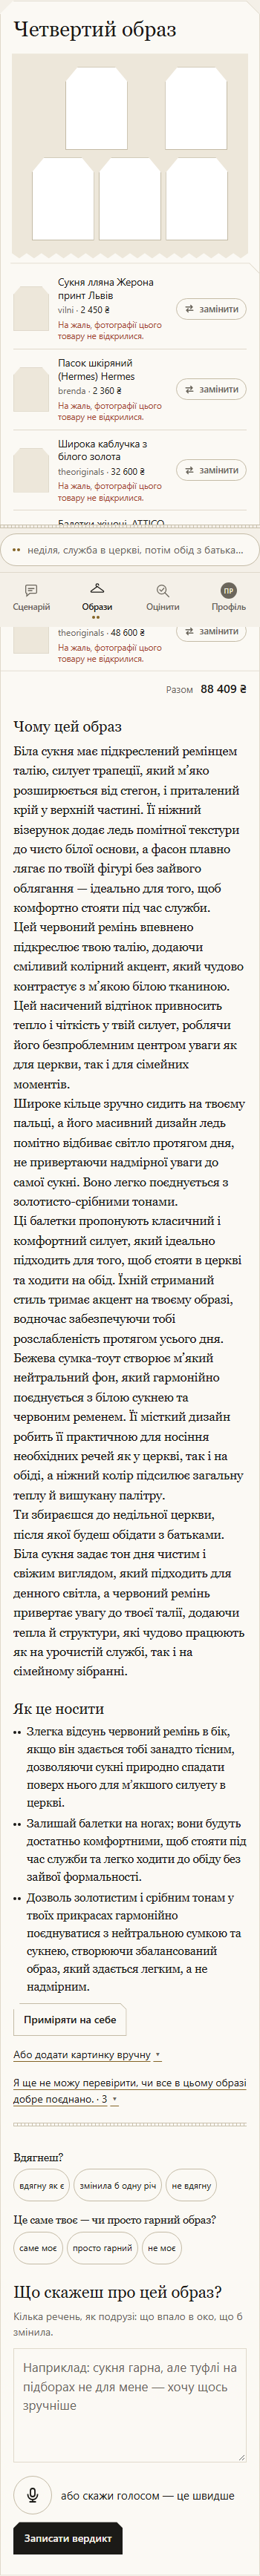 Четвертий образ
Сукня лляна Жерона
принт Львів
vilni · 2 450 ₴
На жаль, фотографії цього
товару не відкрилися.
замінити
Пасок шкіряний
(Hermes) Hermes
brenda · 2 360 ₴
На жаль, фотографії цього
товару не відкрилися.
замінити
Широка каблучка з
білого золота
theoriginals · 32 600 ₴
На жаль, фотографії цього
товару не відкрилися.
замінити
неділя, служба в церкві, потім обід з батька...
Сценарій
Образи
Оцінити
ПР
Профіль
theoriginals · 48 600 ₴
На жаль, фотографії цього
товару не відкрилися.
замінити
Разом 88 409 ₴
Чому цей образ
Біла сукня має підкреслений ремінцем
талію, силует трапеції, який м’яко
розширюється від стегон, і приталений
крій у верхній частині. Її ніжний
візерунок додає ледь помітної текстури
до чисто білої основи, а фасон плавно
лягає по твоїй фігурі без зайвого
облягання — ідеально для того, щоб
комфортно стояти під час служби.
Цей червоний ремінь впевнено
підкреслює твою талію, додаючи
сміливий колірний акцент, який чудово
контрастує з м’якою білою тканиною.
Цей насичений відтінок привносить
тепло і чіткість у твій силует, роблячи
його безпроблемним центром уваги як
для церкви, так і для сімейних
моментів.
Широке кільце зручно сидить на твоєму
пальці, а його масивний дизайн ледь
помітно відбиває світло протягом дня,
не привертаючи надмірної уваги до
самої сукні. Воно легко поєднується з
золотисто-срібними тонами.
Ці балетки пропонують класичний і
комфортний силует, який ідеально
підходить для того, щоб стояти в церкві
та ходити на обід. Їхній стриманий
стиль тримає акцент на твоєму образі,
водночас забезпечуючи тобі
розслабленість протягом усього дня.
Бежева сумка-тоут створює м’який
нейтральний фон, який гармонійно
поєднується з білою сукнею та
червоним ременем. Її місткий дизайн
робить її практичною для носіння
необхідних речей як у церкві, так і на
обіді, а ніжний колір підсилює загальну
теплу й вишукану палітру.
Ти збираєшся до недільної церкви,
після якої будеш обідати з батьками.
Біла сукня задає тон дня чистим і
свіжим виглядом, який підходить для
денного світла, а червоний ремінь
привертає увагу до твоєї талії, додаючи
тепла й структури, які чудово працюють
як на урочистій службі, так і на
сімейному зібранні.
Як це носити
Злегка відсунь червоний ремінь в бік,
якщо він здається тобі занадто тісним,
дозволяючи сукні природно спадати
поверх нього для м’якшого силуету в
церкві.
Залишай балетки на ногах; вони будуть
достатньо комфортними, щоб стояти під
час служби та легко ходити до обіду без
зайвої формальності.
Дозволь золотистим і срібним тонам у
твоїх прикрасах гармонійно
поєднуватися з нейтральною сумкою та
сукнею, створюючи збалансований
образ, який здається легким, а не
надмірним.
Приміряти на себе
Або додати картинку вручну
Я ще не можу перевірити, чи все в цьому образі
добре поєднано. · 3
Вдягнеш?
вдягну як є
змінила б одну річ
не вдягну
Це саме твоє — чи просто гарний образ?
саме моє
просто гарний
не моє
Що скажеш про цей образ?
Кілька речень, як подрузі: що впало в око, що б
змінила.
Наприклад: сукня гарна, але туфлі на
підборах не для мене — хочу щось
зручніше
або скажи голосом — це швидше
Записати вердикт